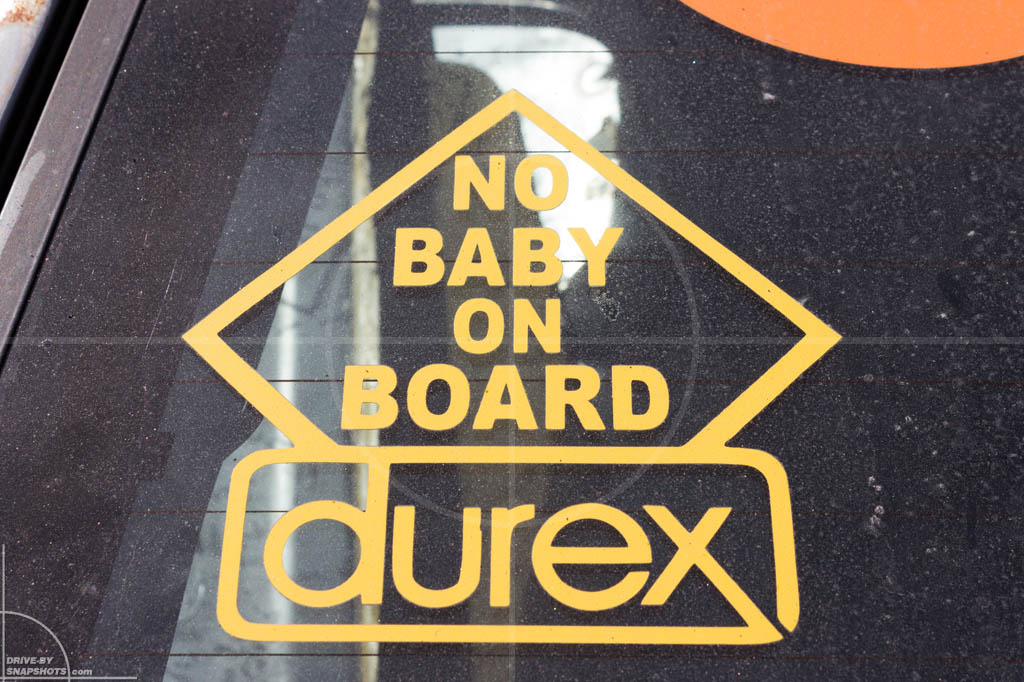 NO
BABY
ON
BOARD
durex
DRIVE-BY
SNAPSHOTS.com